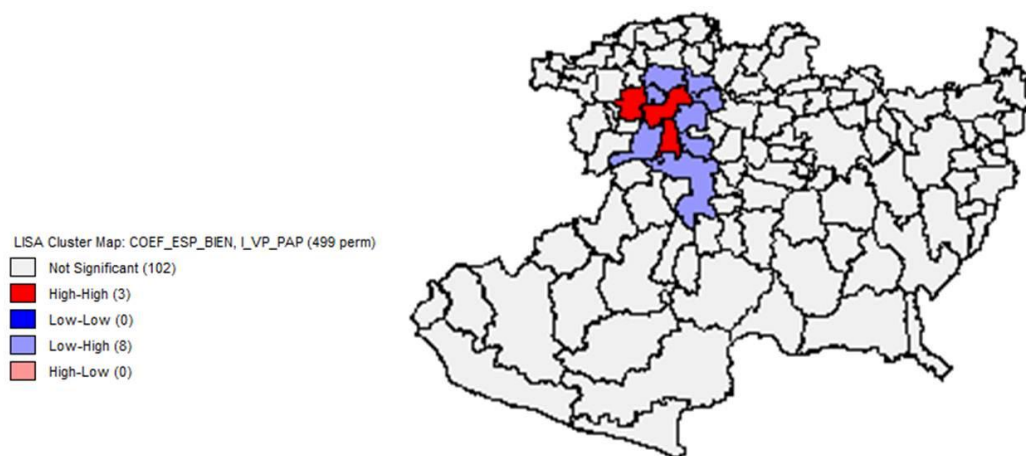 LISA Cluster Map: COEF_ESP_BIEN, I_VP_PAP (499 perm)
Not Significant (102)
High-High (3)
Low-Low (0)
Low-High (8)
High-Low (0)